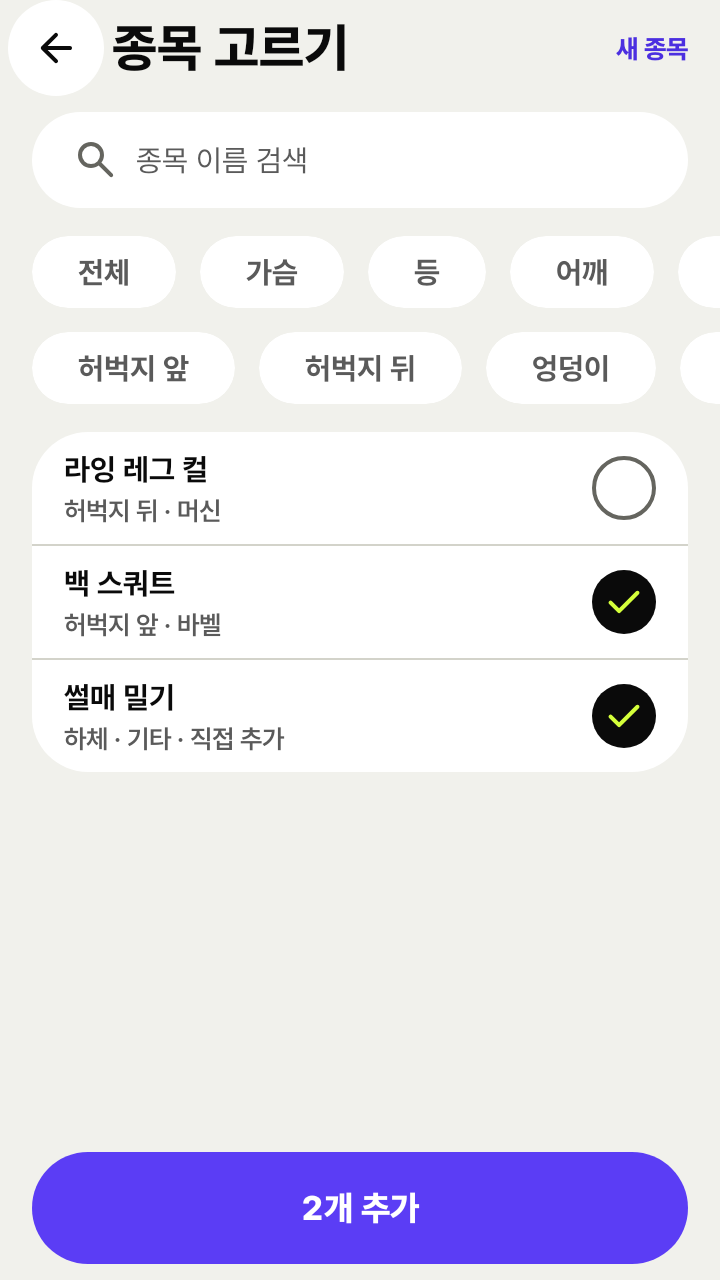 종목 고르기
새 종목
종목 이름 검색
전체 가슴 등 어깨
허벅지 앞 허벅지 뒤 엉덩이
라잉 레그 컬
허벅지 뒤 · 머신
백 스쿼트
허벅지 앞 · 바벨
썰매 밀기
하체 · 기타 · 직접 추가
2개 추가